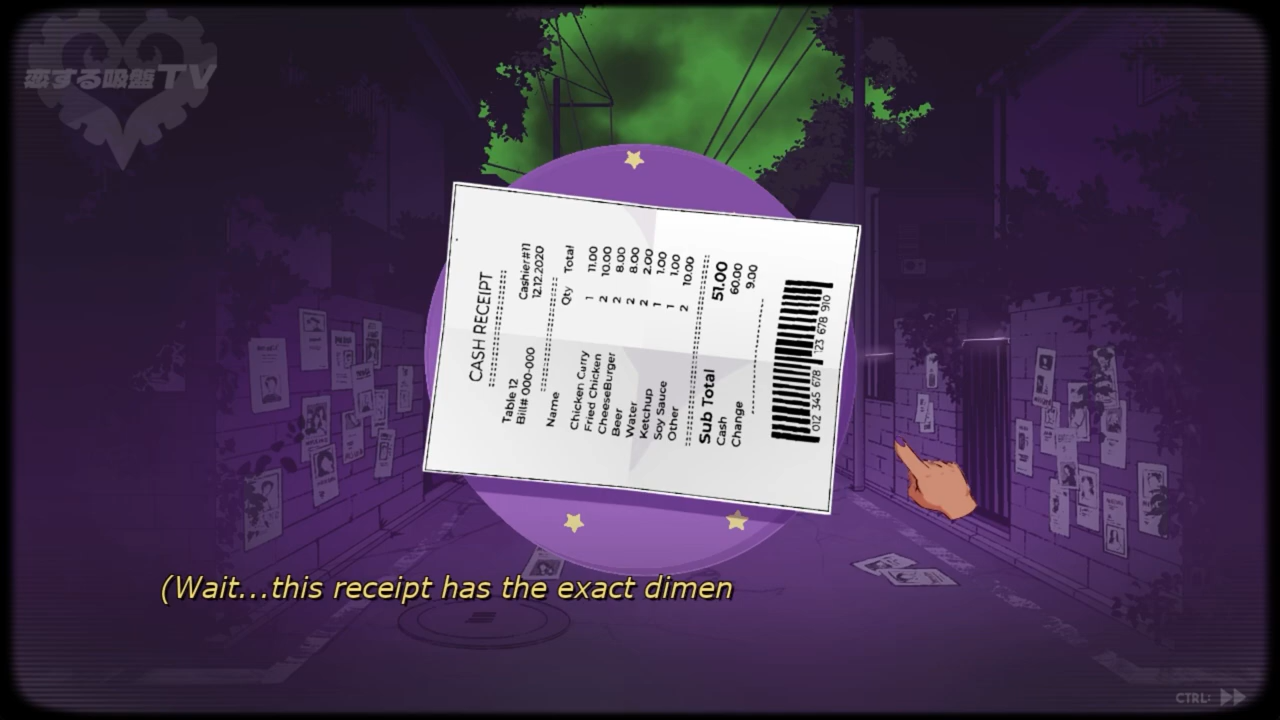 恋する吸盤TV
CASH RECEIPT
Table 12 Cashier#11
Bill# 000-000 12.12.2020
Name Qty Total
Chicken Curry 1 11.00
Fried Chicken 2 10.00
CheeseBurger 2 8.00
Beer 2 8.00
Water 2 2.00
Ketchup 1 1.00
Soy Sauce 1 1.00
Other 2 10.00
Sub Total 51.00
Cash 60.00
Change 9.00
012 345 678 123 678 910
(Wait...this receipt has the exact dimen
CTRL: